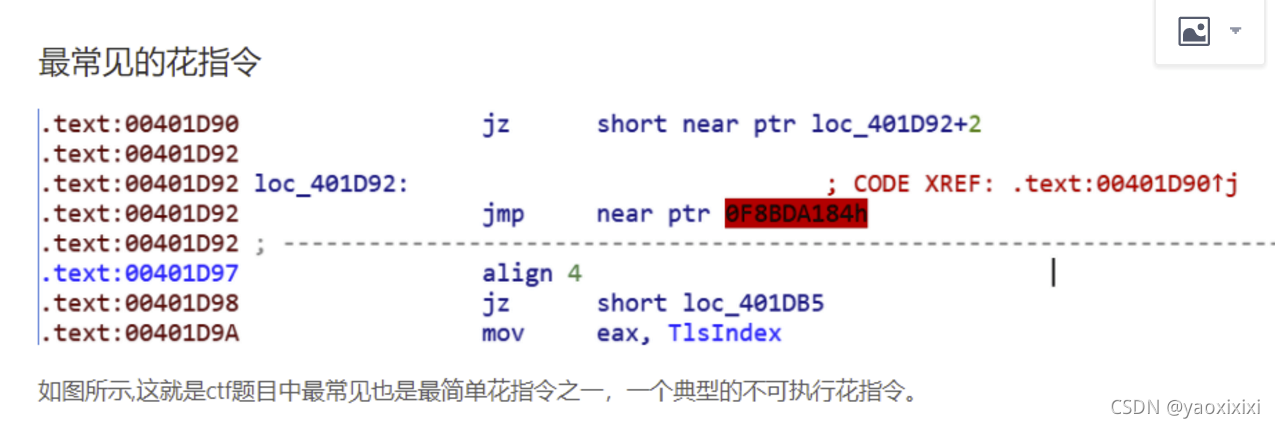 最常见的花指令
.text:00401D90 jz short near ptr loc_401D92+2
.text:00401D92
.text:00401D92 loc_401D92: ; CODE XREF: .text:00401D90↑j
.text:00401D92 jmp near ptr 0F8BDA184h
.text:00401D92 ; ---------------------------------------------------------------------------
.text:00401D97 align 4
.text:00401D98 jz short loc_401DB5
.text:00401D9A mov eax, TlsIndex
如图所示,这就是ctf题目中最常见也是最简单花指令之一，一个典型的不可执行花指令。
CSDN @yaoxixixi